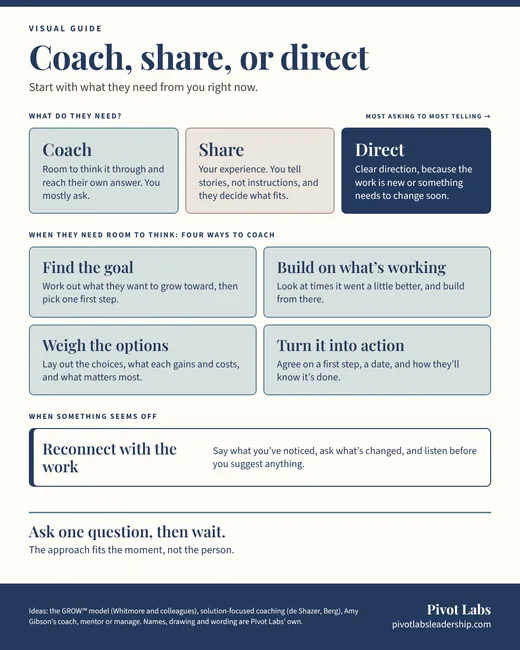 VISUAL GUIDE
Coach, share, or direct
Start with what they need from you right now.
WHAT DO THEY NEED?
MOST ASKING TO MOST TELLING →
Coach
Room to think it through and
reach their own answer. You
mostly ask.
Share
Your experience. You tell
stories, not instructions, and
they decide what fits.
Direct
Clear direction, because the
work is new or something
needs to change soon.
WHEN THEY NEED ROOM TO THINK: FOUR WAYS TO COACH
Find the goal
Work out what they want to grow toward, then
pick one first step.
Build on what’s working
Look at times it went a little better, and build
from there.
Weigh the options
Lay out the choices, what each gains and costs,
and what matters most.
Turn it into action
Agree on a first step, a date, and how they’ll
know it’s done.
WHEN SOMETHING SEEMS OFF
Reconnect with the
work
Say what you’ve noticed, ask what’s changed, and listen before
you suggest anything.
Ask one question, then wait.
The approach fits the moment, not the person.
Ideas: the GROW™ model (Whitmore and colleagues), solution-focused coaching (de Shazer, Berg), Amy
Gibson’s coach, mentor or manage. Names, drawing and wording are Pivot Labs’ own.
Pivot Labs
pivotlabsleadership.com